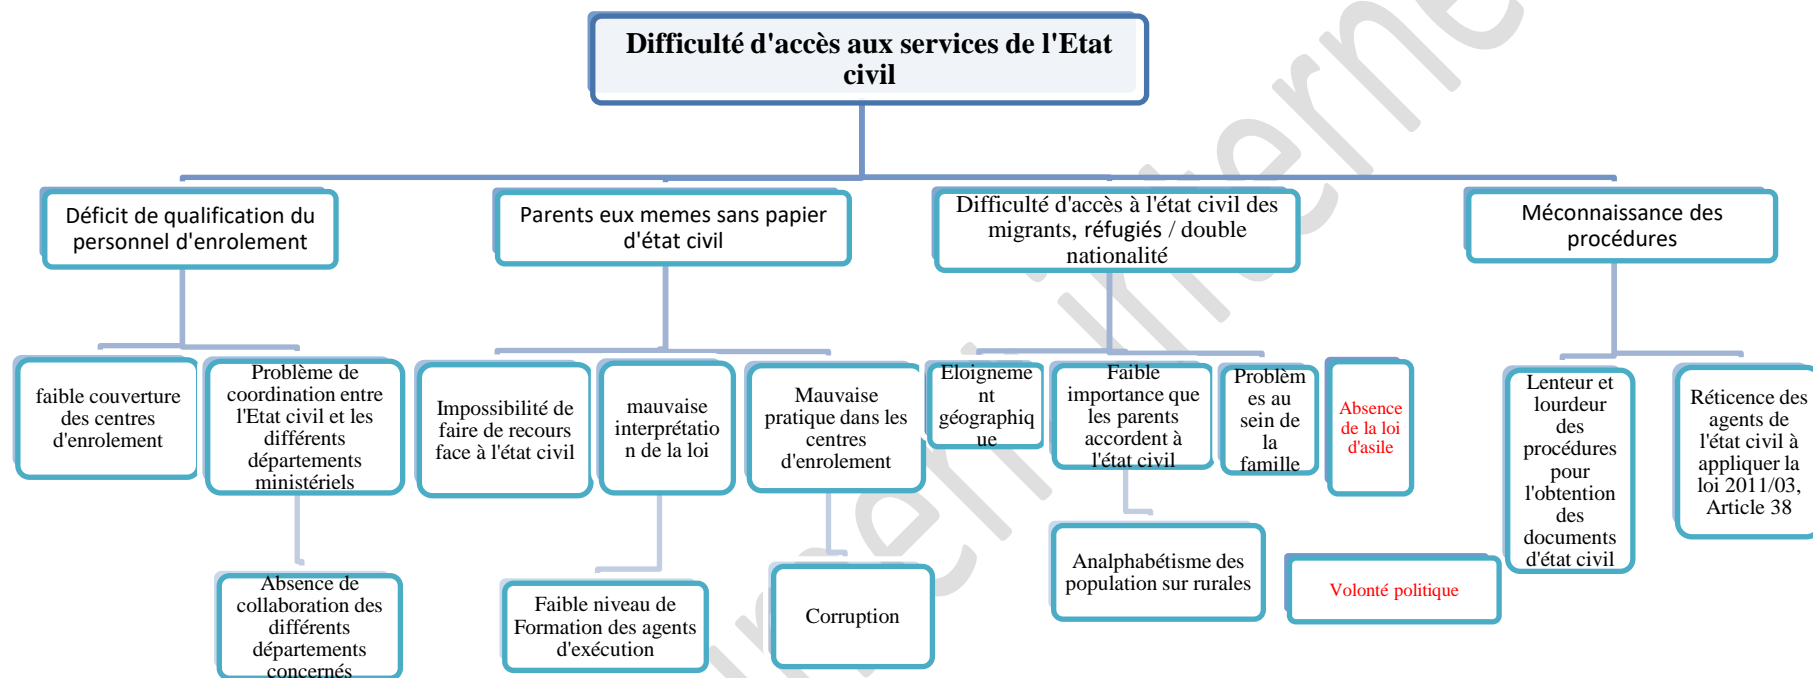 Difficulté d'accès aux services de l'Etat
civil
Déficit de qualification du
personnel d'enrolement
Parents eux memes sans papier
d'état civil
Difficulté d'accès à l'état civil des
migrants, réfugiés / double
nationalité
Méconnaissance des
procédures
faible couverture
des centres
d'enrolement
Problème de
coordination entre
l'Etat civil et les
différents
départements
ministériels
Impossibilité de
faire de recours
face à l'état civil
mauvaise
interprétatio
n de la loi
Mauvaise
pratique dans les
centres
d'enrolement
Eloigneme
nt
géographiq
ue
Faible
importance que
les parents
accordent à
l'état civil
Problèm
es au
sein de
la
famille
Absence
de la loi
d'asile
Lenteur et
lourdeur
des
procédures
pour
l'obtention
des
documents
d'état civil
Réticence des
agents de
l'état civil à
appliquer la
loi 2011/03,
Article 38
Absence de
collaboration des
différents
départements
concernés
Faible niveau de
Formation des agents
d'exécution
Corruption
Analphabétisme des
population sur rurales
Volonté politique
interne